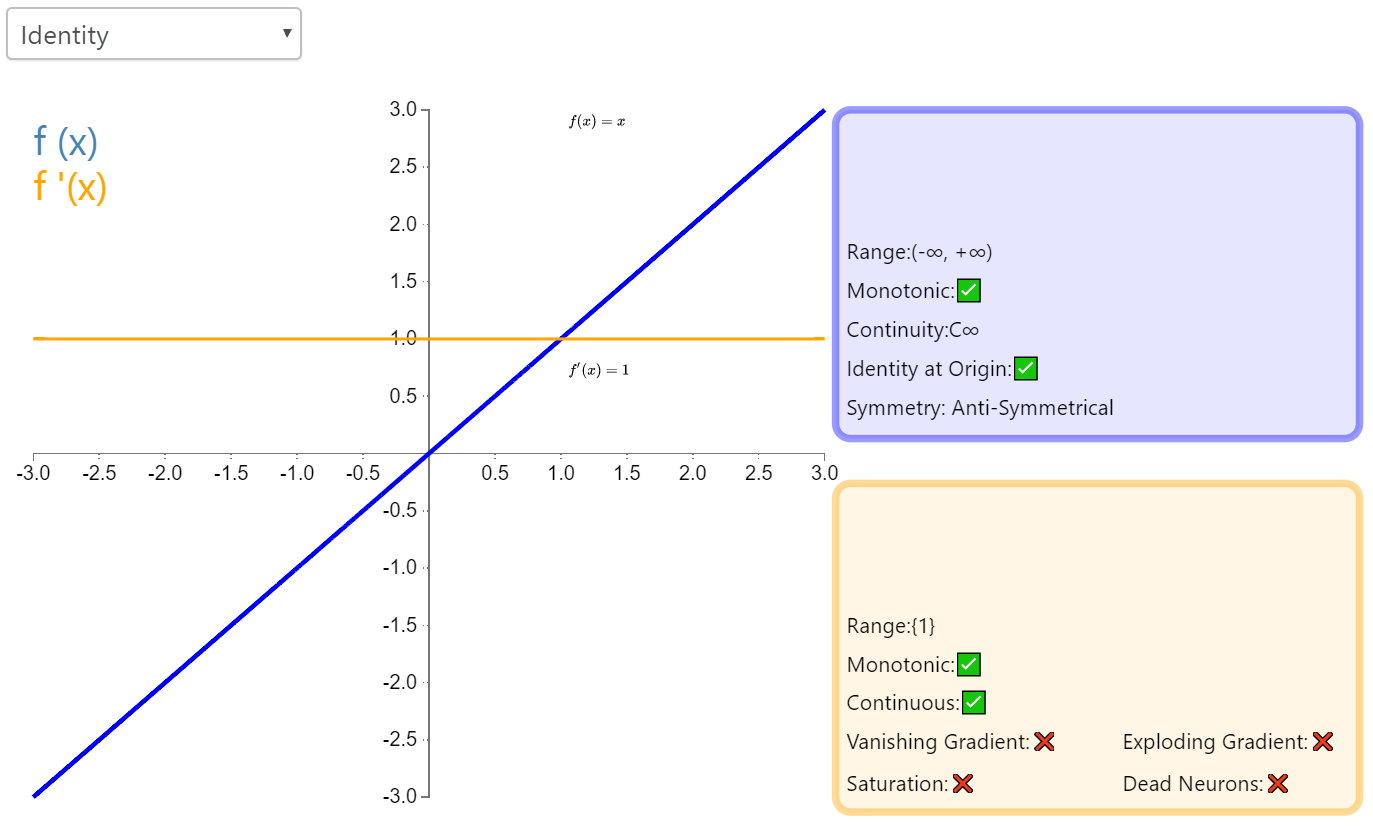 Identity
f (x)
f '(x)
3.0
f(x) = x
2.5
2.0
1.5
1.0
f′(x) = 1
0.5
-3.0 -2.5 -2.0 -1.5 -1.0 -0.5 0.5 1.0 1.5 2.0 2.5 3.0
-0.5
-1.0
-1.5
-2.0
-2.5
-3.0
Range:(-∞, +∞)
Monotonic:✅
Continuity:C∞
Identity at Origin:✅
Symmetry: Anti-Symmetrical
Range:{1}
Monotonic:✅
Continuous:✅
Vanishing Gradient:❌ Exploding Gradient:❌
Saturation:❌ Dead Neurons:❌